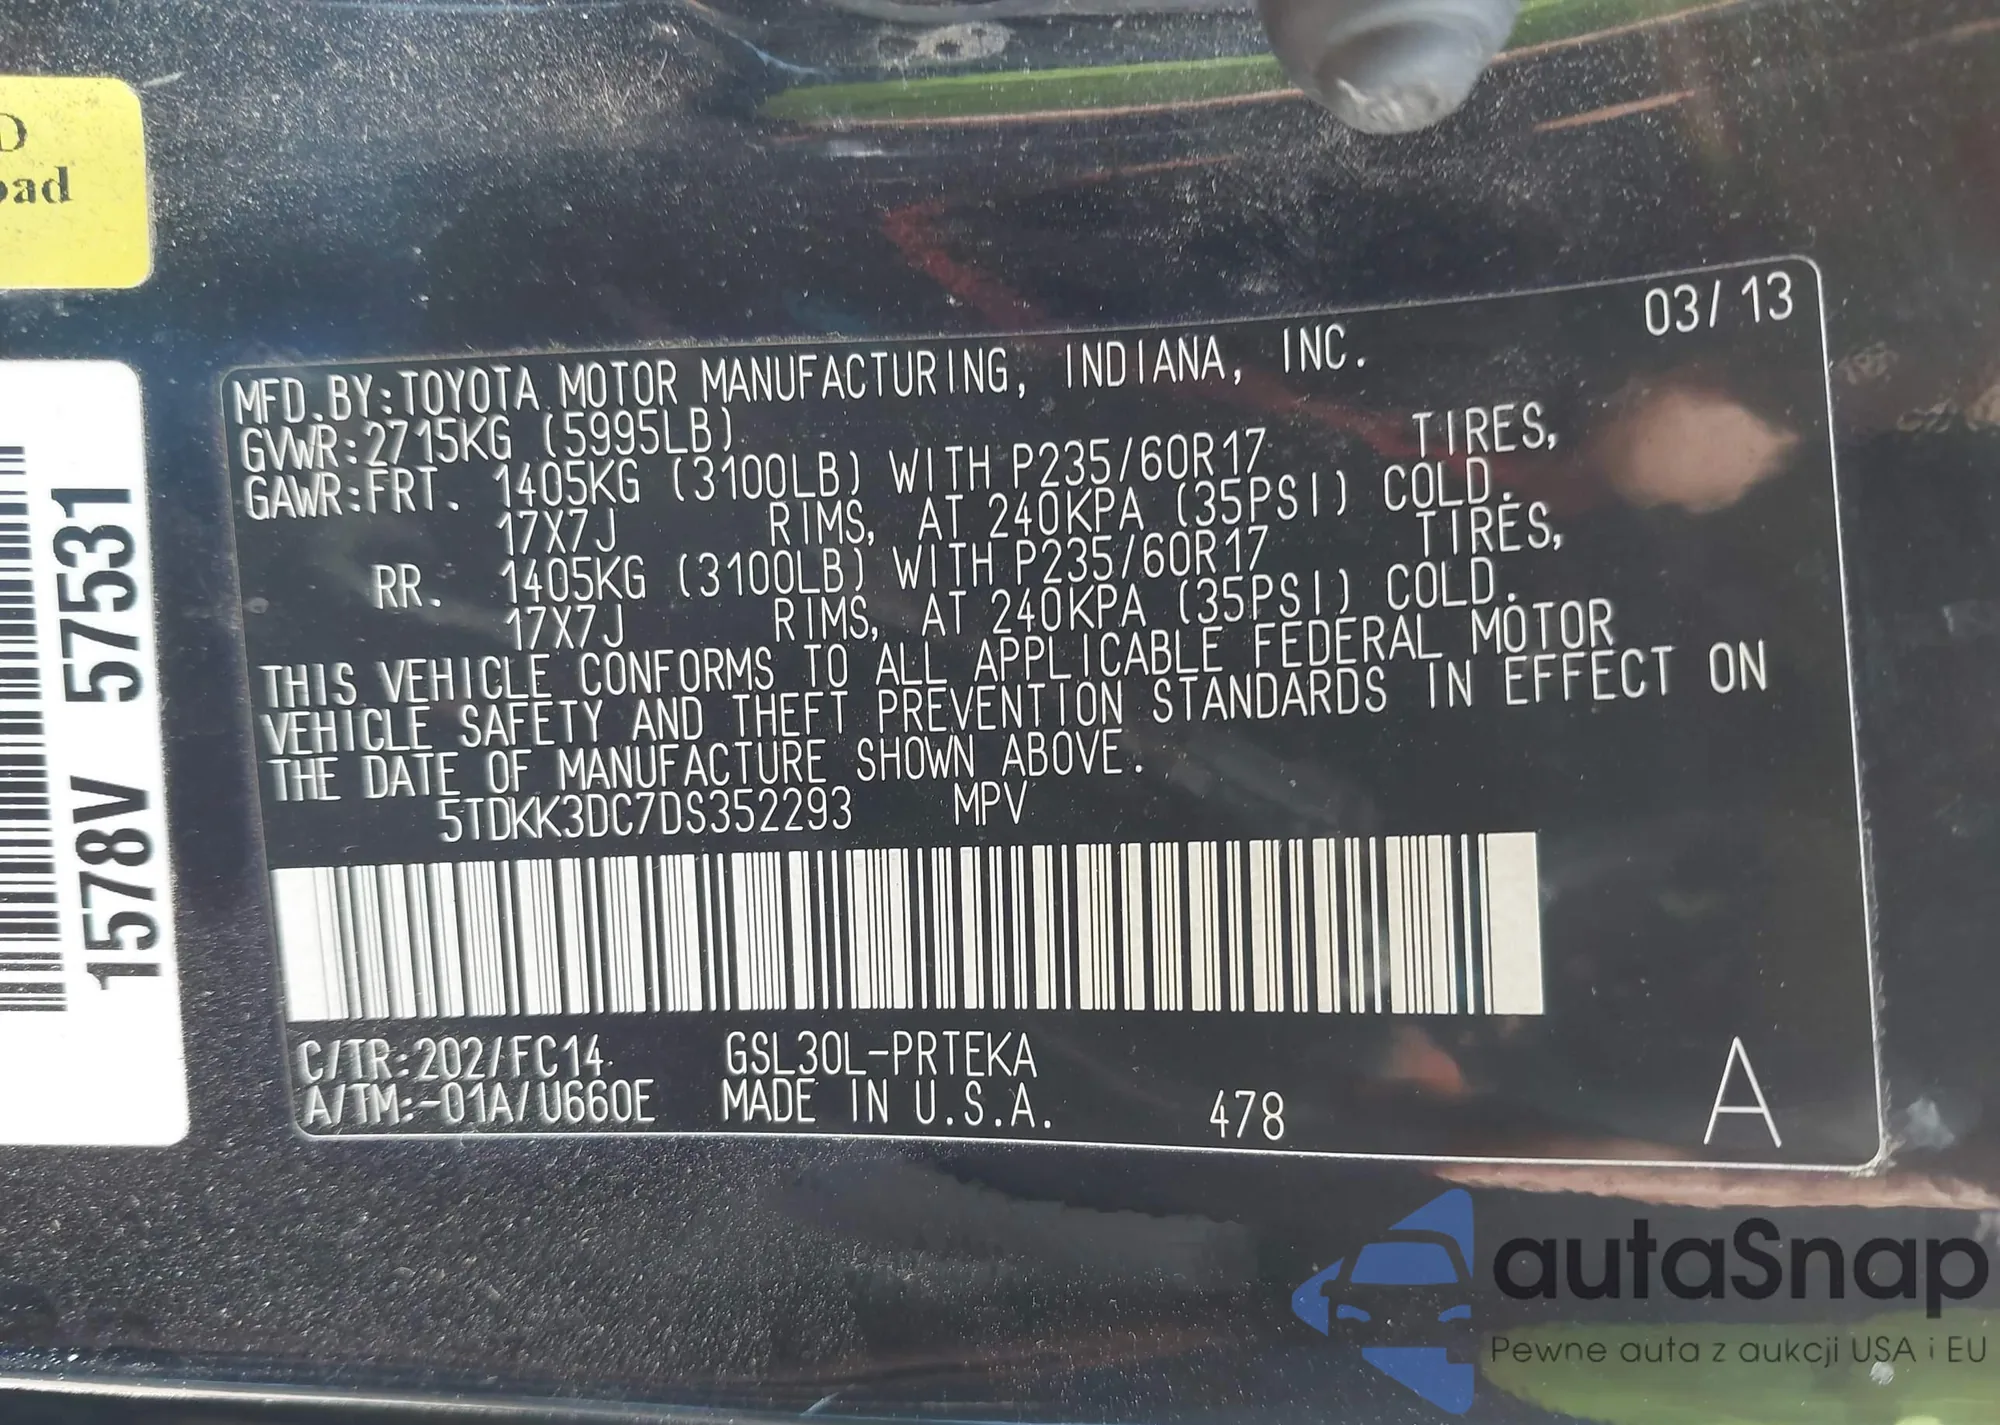 D
oad
1578V 57531
03/13
MFD.BY:TOYOTA MOTOR MANUFACTURING, INDIANA, INC.
GVWR:2715KG (5995LB)
GAWR:FRT. 1405KG (3100LB) WITH P235/60R17 TIRES,
17X7J RIMS, AT 240KPA (35PSI) COLD.
RR. 1405KG (3100LB) WITH P235/60R17 TIRES,
17X7J RIMS, AT 240KPA (35PSI) COLD.
THIS VEHICLE CONFORMS TO ALL APPLICABLE FEDERAL MOTOR
VEHICLE SAFETY AND THEFT PREVENTION STANDARDS IN EFFECT ON
THE DATE OF MANUFACTURE SHOWN ABOVE.
5TDKK3DC7DS352293 MPV
C/TR:202/FC14 GSL30L-PRTEKA
A/TM:-01A/U660E MADE IN U.S.A. 478 A
autaSnap
Pewne auta z aukcji USA i EU